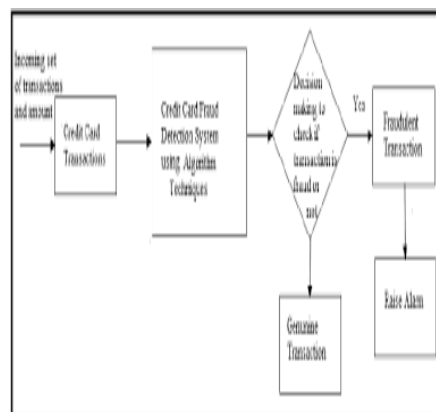 Incoming set
of transactions
and amount
Credit Card
Transactions
Credit Card Fraud
Detection System
using Algorithm
Techniques
Decision
making to
check if
transaction is
fraud or
not
Yes
Fraudulent
Transaction
Raise Alarm
Genunine
Transaction